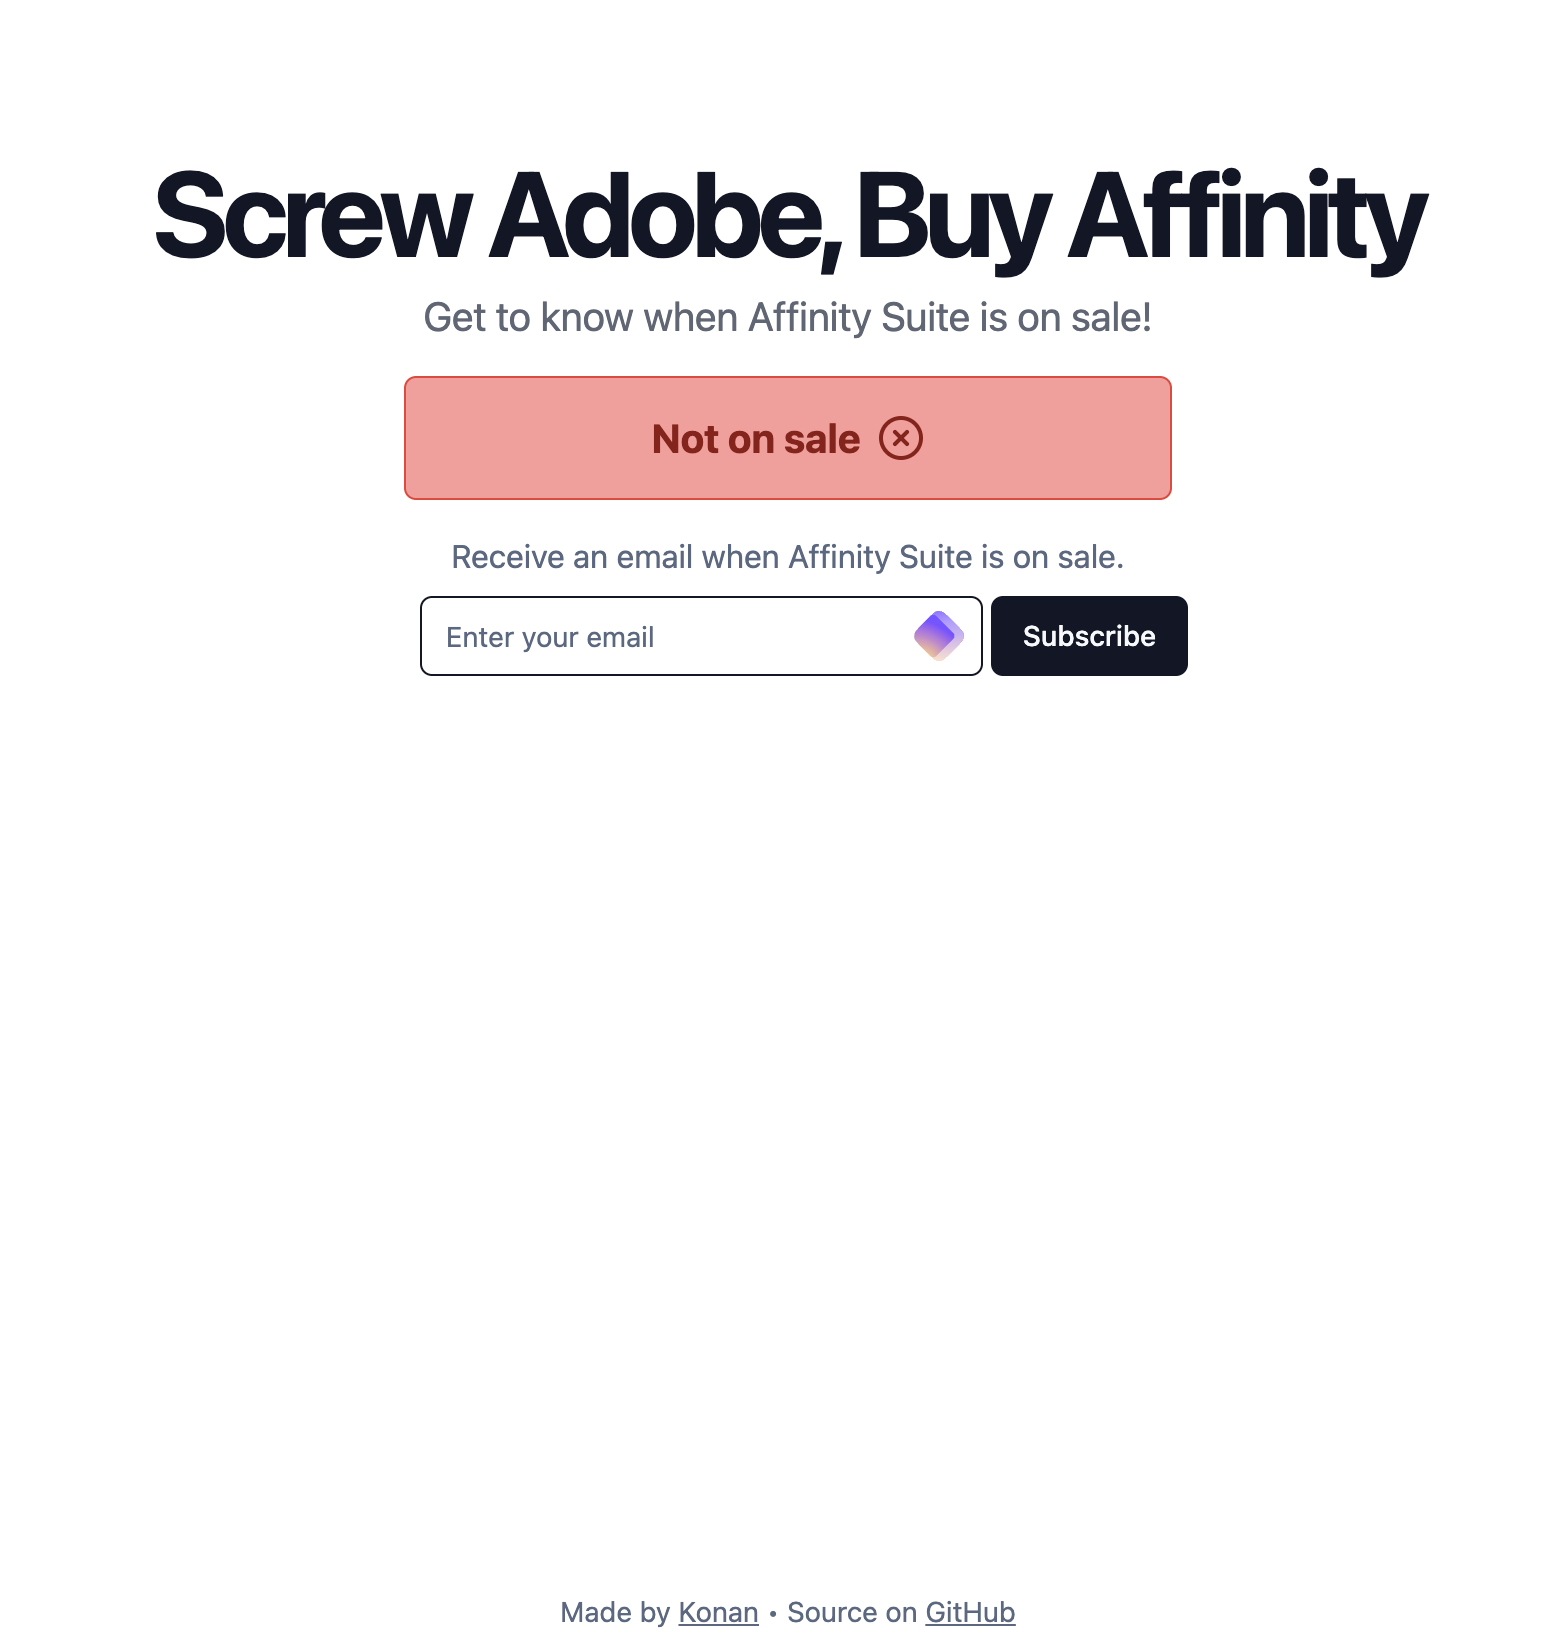 Screw Adobe, Buy Affinity
Get to know when Affinity Suite is on sale!
Not on sale
Receive an email when Affinity Suite is on sale.
Enter your email
Subscribe
Made by Konan • Source on GitHub